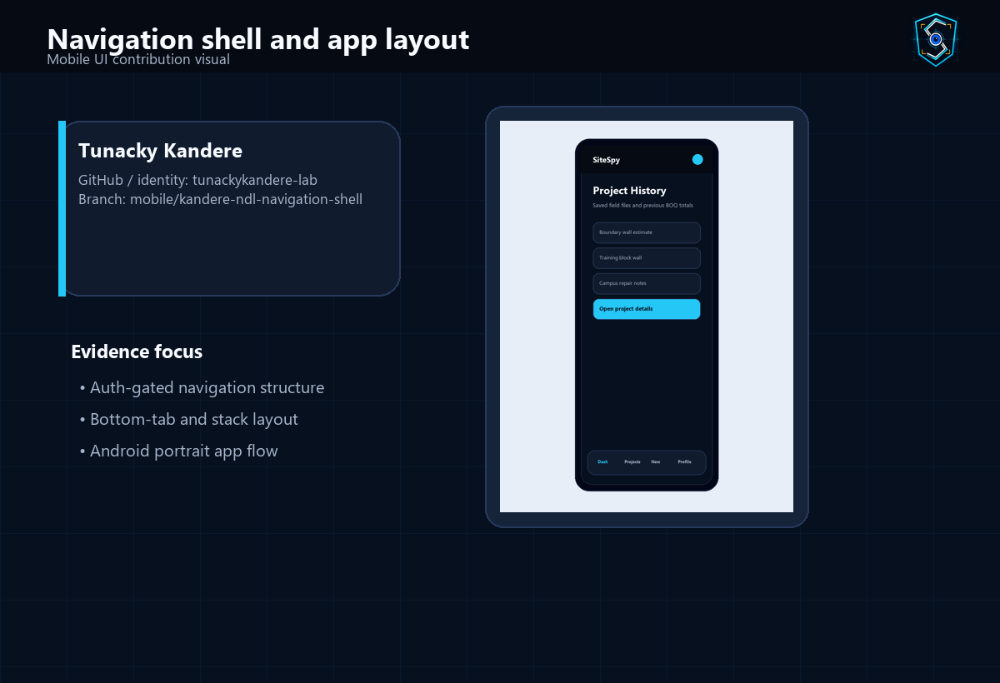 Navigation shell and app layout
Mobile UI contribution visual
Tunacky Kandere
GitHub / identity: tunackykandere-lab
Branch: mobile/kandere-ndl-navigation-shell
Evidence focus
• Auth-gated navigation structure
• Bottom-tab and stack layout
• Android portrait app flow
SiteSpy
Project History
Saved field files and previous BOQ totals
Boundary wall estimate
Training block wall
Campus repair notes
Open project details
Dash Projects New Profile